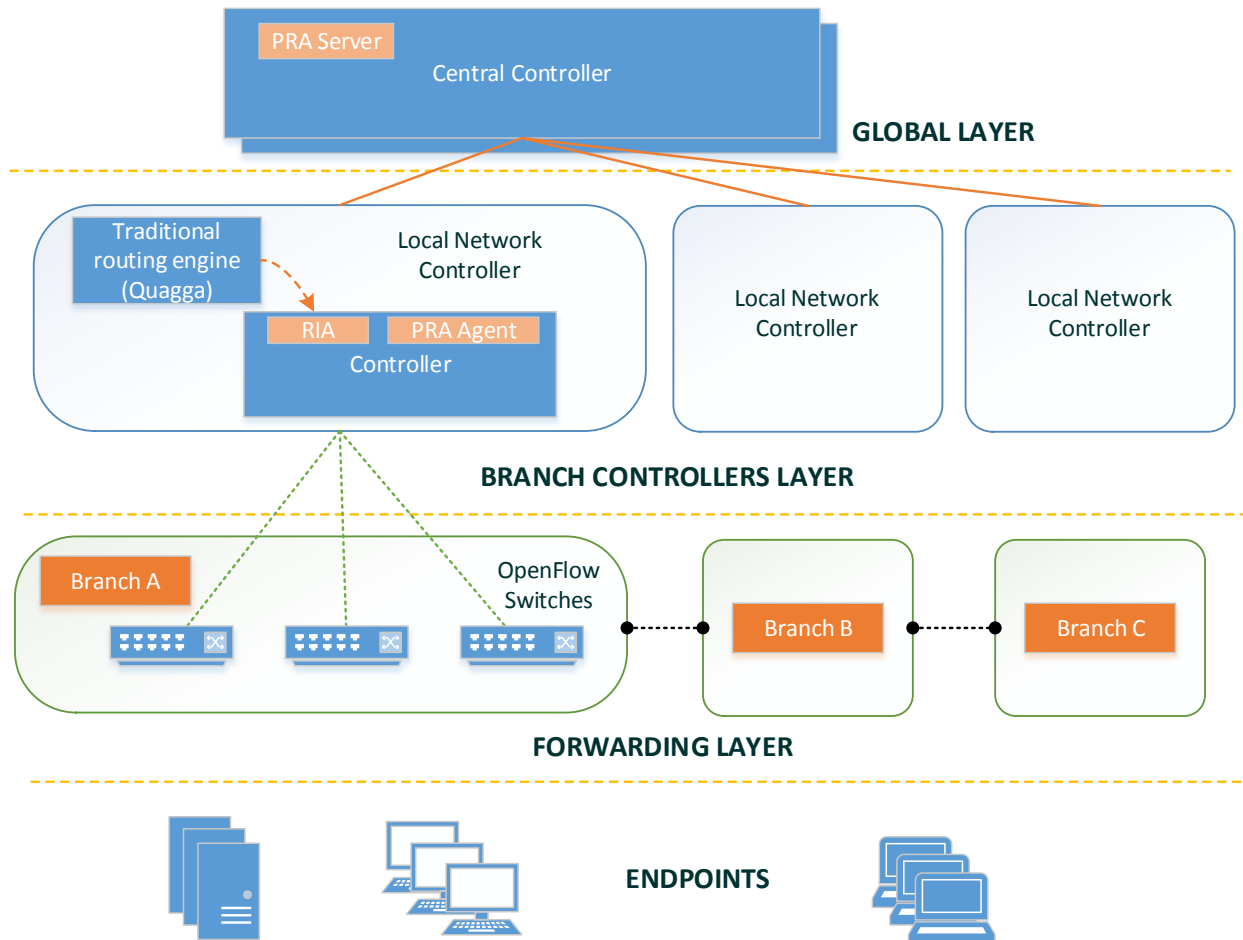 PRA Server
Central Controller
GLOBAL LAYER
Traditional
routing engine
(Quagga)
Local Network
Controller
RIA
PRA Agent
Controller
Local Network
Controller
Local Network
Controller
BRANCH CONTROLLERS LAYER
Branch A
OpenFlow
Switches
Branch B
Branch C
FORWARDING LAYER
ENDPOINTS